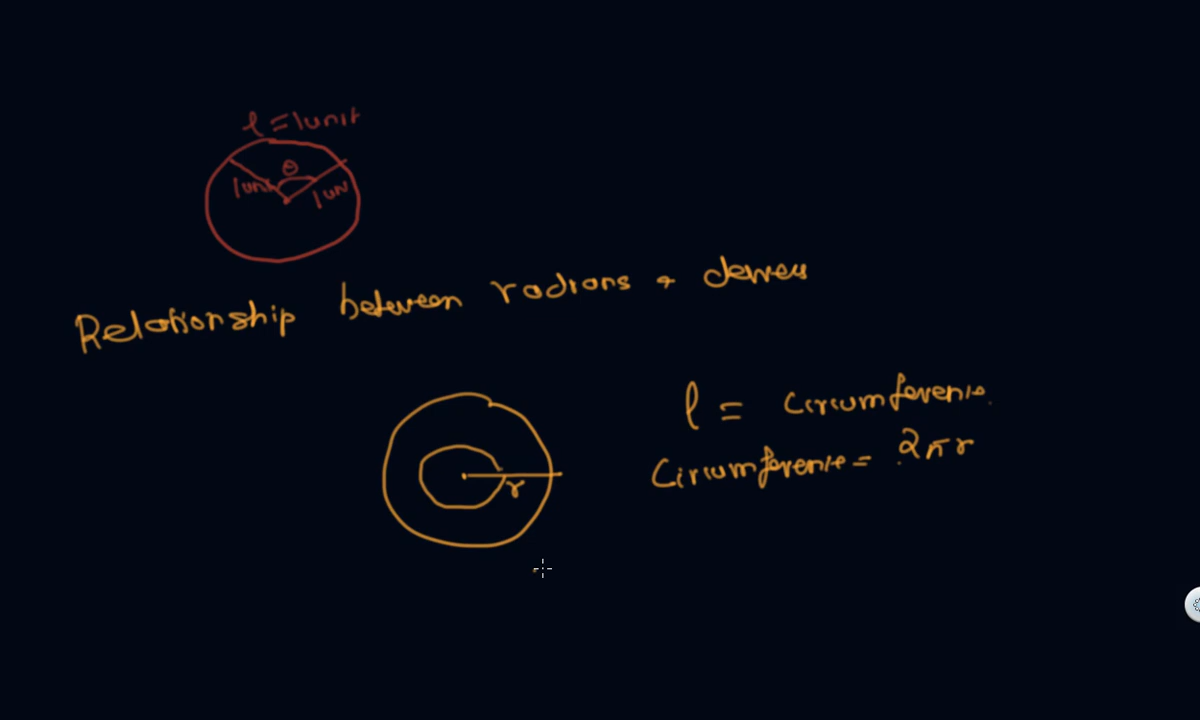 l = 1unit
θ
1unit 1un
Relationship between radians + degrees
l = circumference.
r
Circumference = 2πr